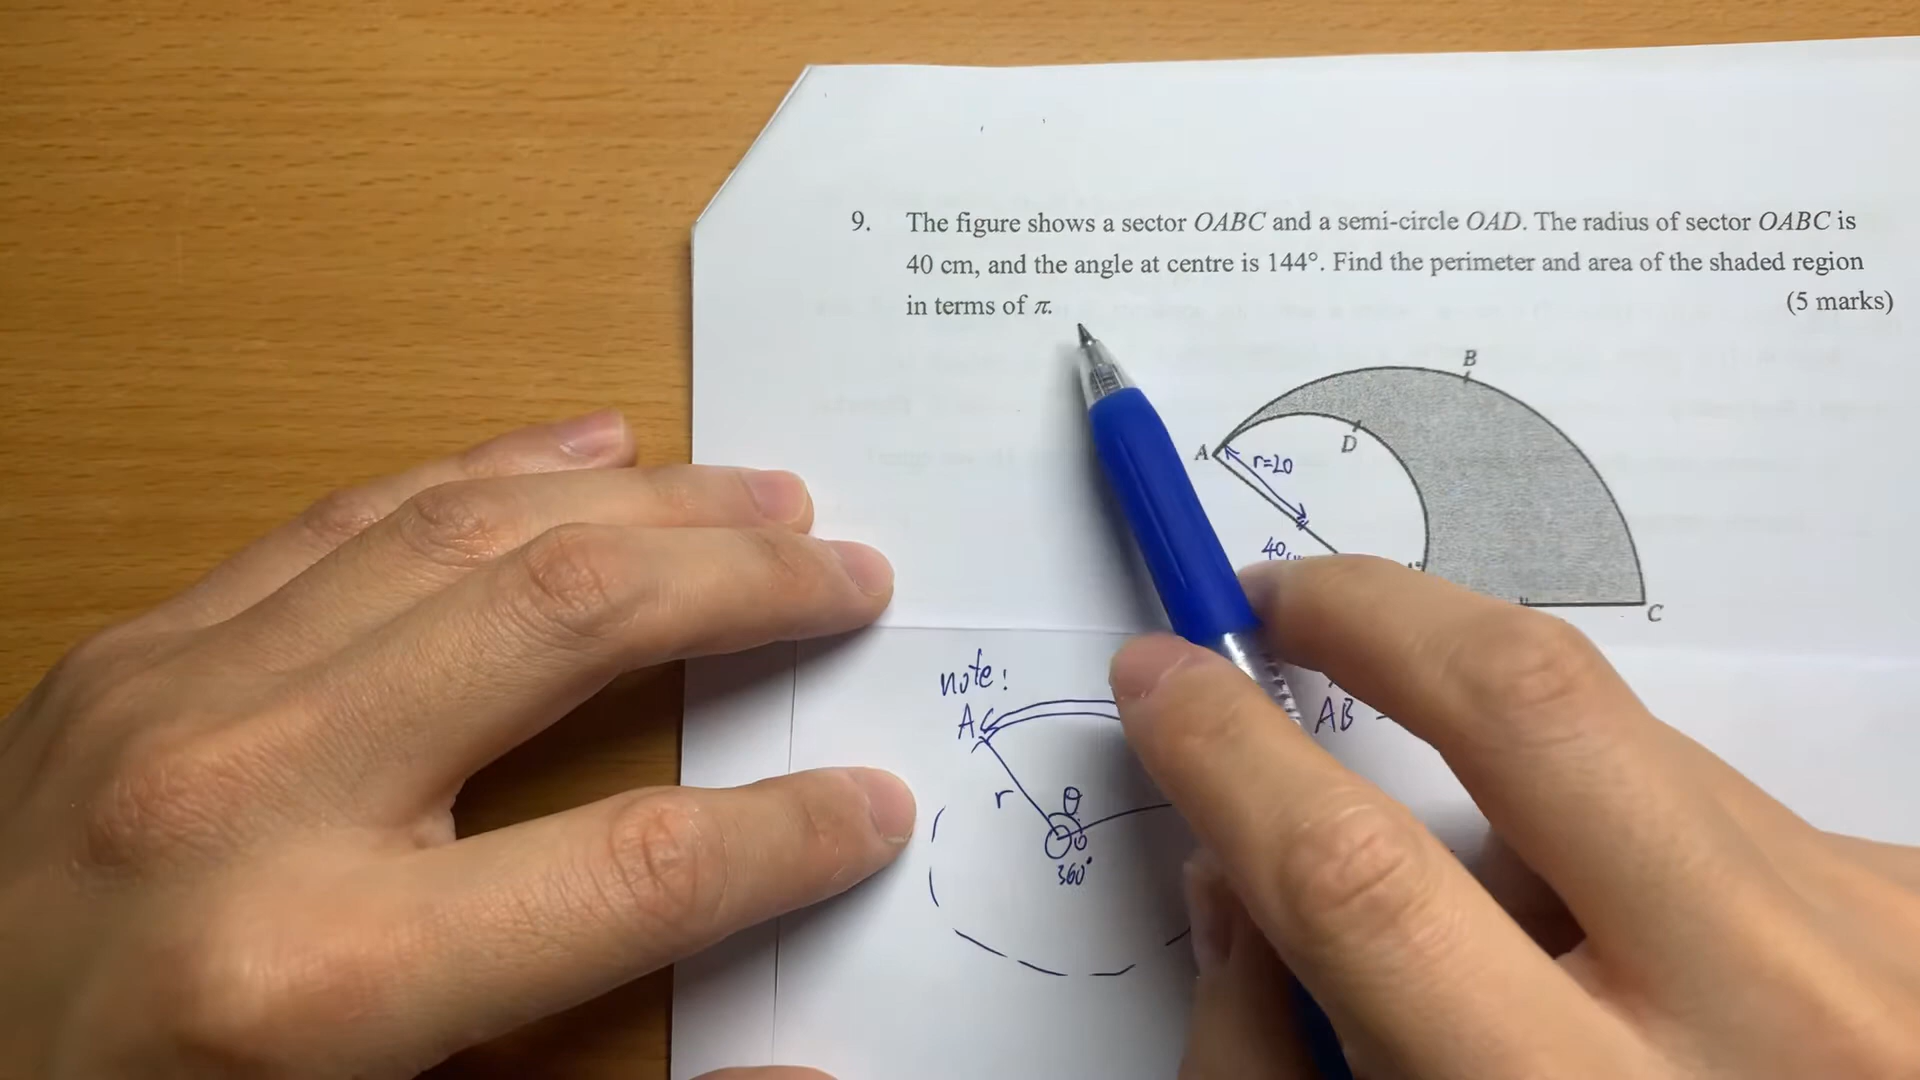 9. The figure shows a sector OABC and a semi-circle OAD. The radius of sector OABC is
40 cm, and the angle at centre is 144°. Find the perimeter and area of the shaded region
in terms of π. (5 marks)
B
D
A
r=20
40
C
note:
A
AB
r
θ
360°